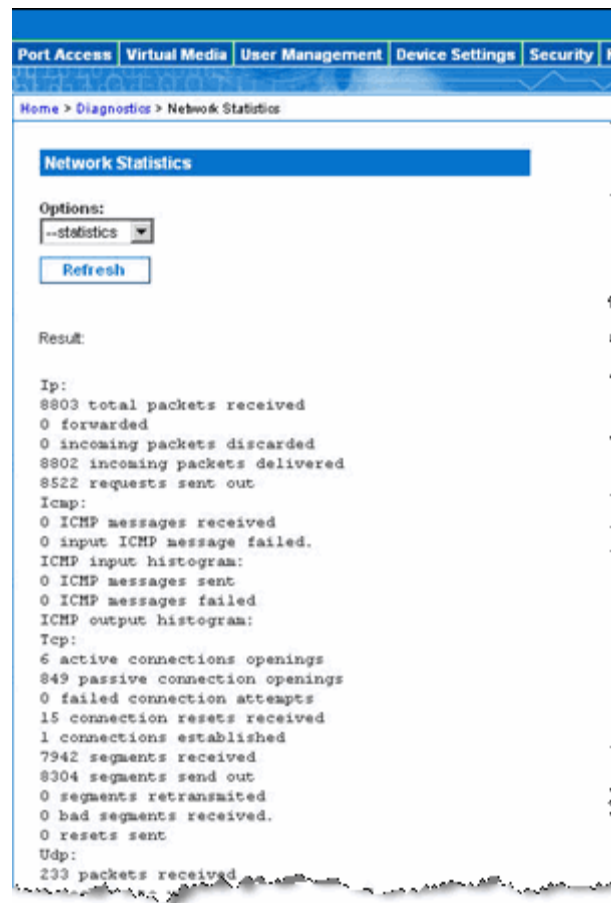 Port Access Virtual Media User Management Device Settings Security
Home > Diagnostics > Network Statistics
Network Statistics
Options:
--statistics
Refresh
Result:
Ip:
8803 total packets received
0 forwarded
0 incoming packets discarded
8802 incoming packets delivered
8522 requests sent out
Icmp:
0 ICMP messages received
0 input ICMP message failed.
ICMP input histogram:
0 ICMP messages sent
0 ICMP messages failed
ICMP output histogram:
Tcp:
6 active connections openings
849 passive connection openings
0 failed connection attempts
15 connection resets received
1 connections established
7942 segments received
8304 segments send out
0 segments retransmited
0 bad segments received.
0 resets sent
Udp:
233 packets received